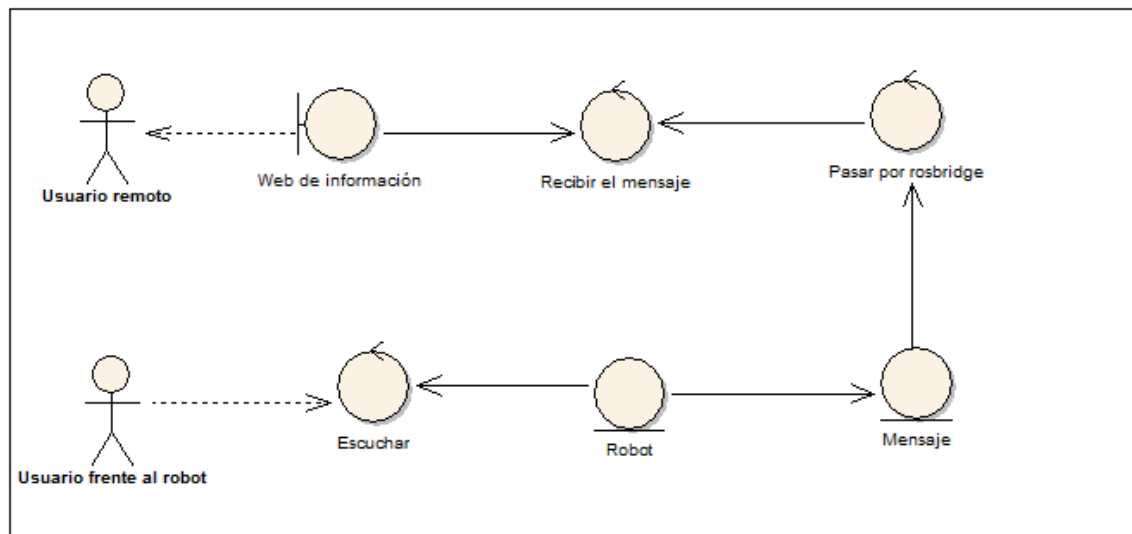 Web de información
Recibir el mensaje
Pasar por rosbridge
Usuario remoto
Escuchar
Robot
Mensaje
Usuario frente al robot